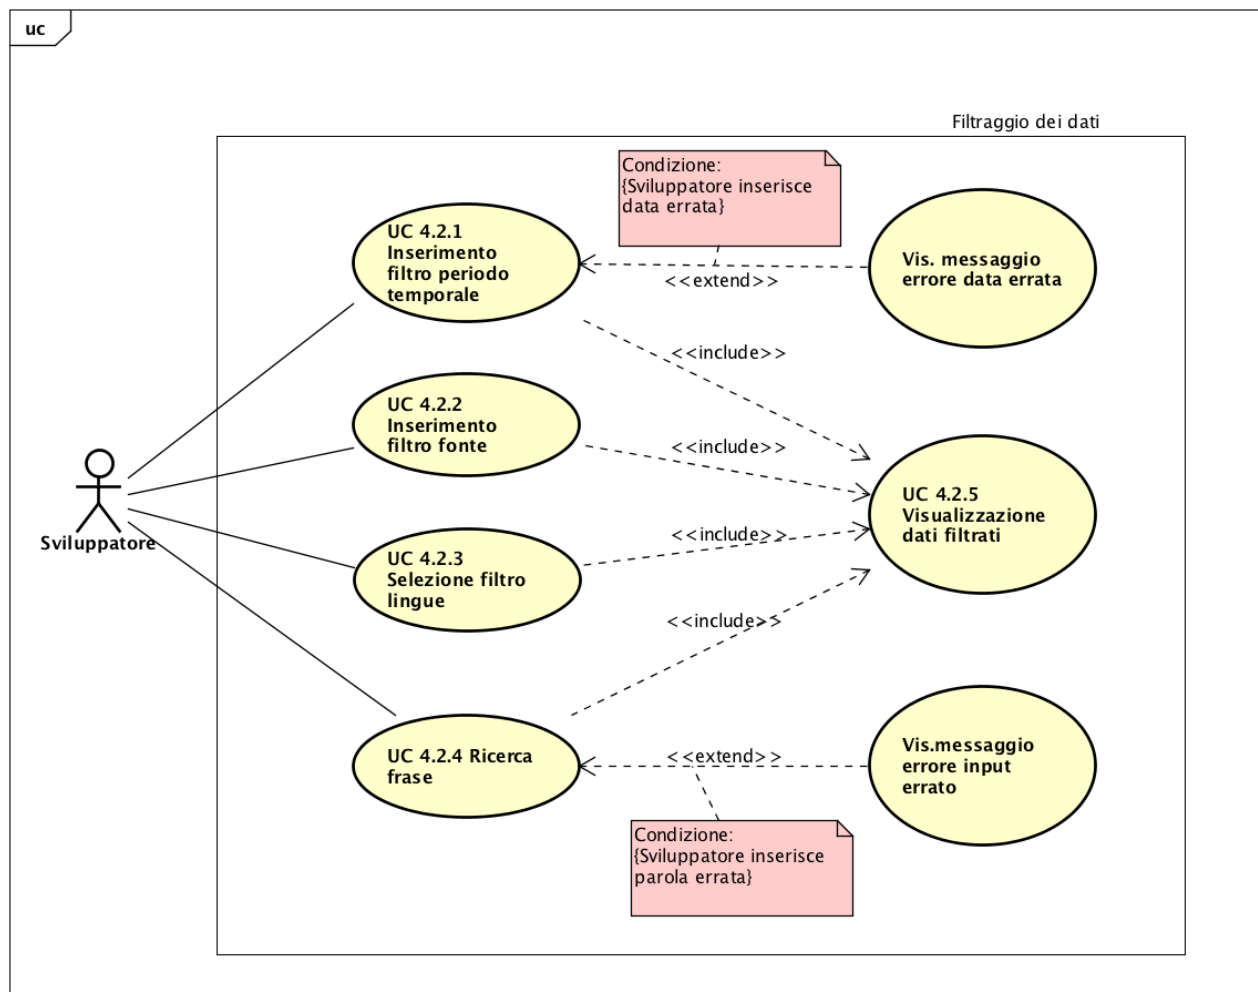 uc
Filtraggio dei dati
Condizione:
{Sviluppatore inserisce
data errata}
UC 4.2.1
Inserimento
filtro periodo
temporale
Vis. messaggio
errore data errata
<<extend>>
<<include>>
UC 4.2.2
Inserimento
filtro fonte
<<include>>
UC 4.2.5
Visualizzazione
dati filtrati
Sviluppatore
<<include>>
UC 4.2.3
Selezione filtro
lingue
<<include>>
UC 4.2.4 Ricerca
frase
<<extend>>
Vis.messaggio
errore input
errato
Condizione:
{Sviluppatore inserisce
parola errata}